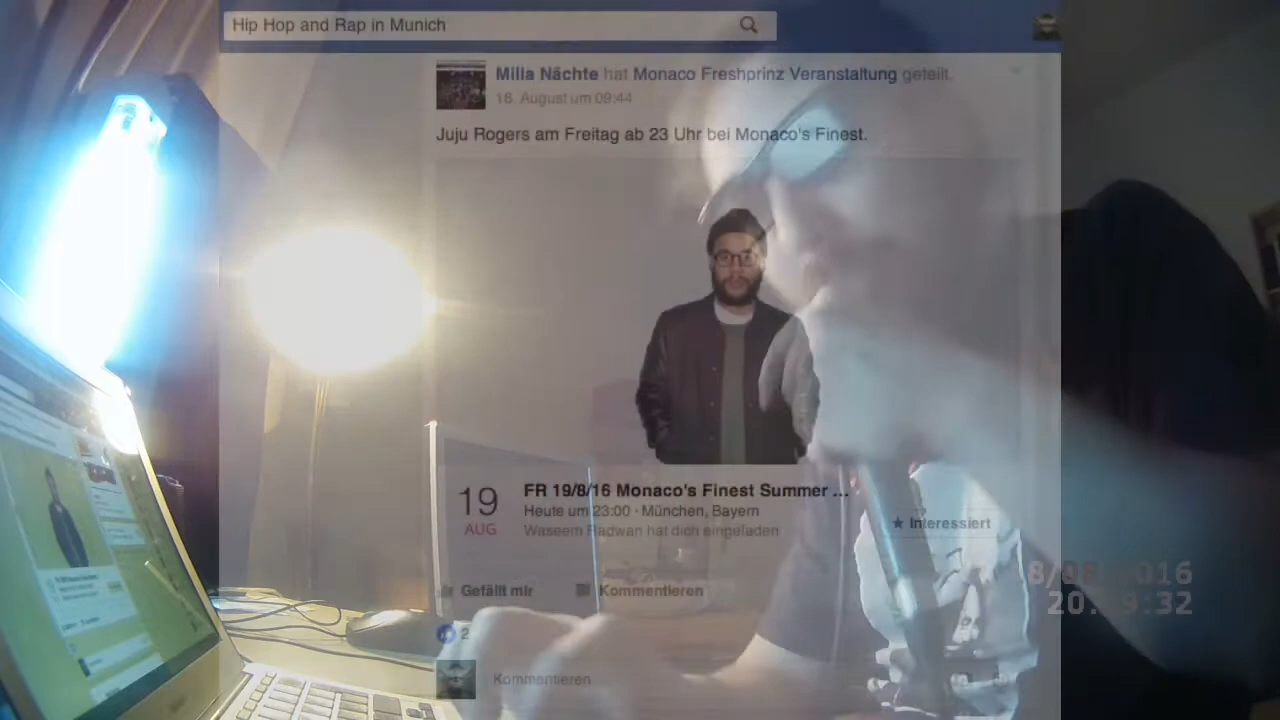 Hip Hop and Rap in Munich
Milla Nächte hat Monaco Freshprinz Veranstaltung geteilt.
18. August um 09:44
Juju Rogers am Freitag ab 23 Uhr bei Monaco's Finest.
19
AUG
FR 19/8/16 Monaco's Finest Summer ...
Heute um 23:00 · München, Bayern
Waseem Radwan hat dich eingeladen
★ Interessiert
Gefällt mir
Kommentieren
2
Kommentieren